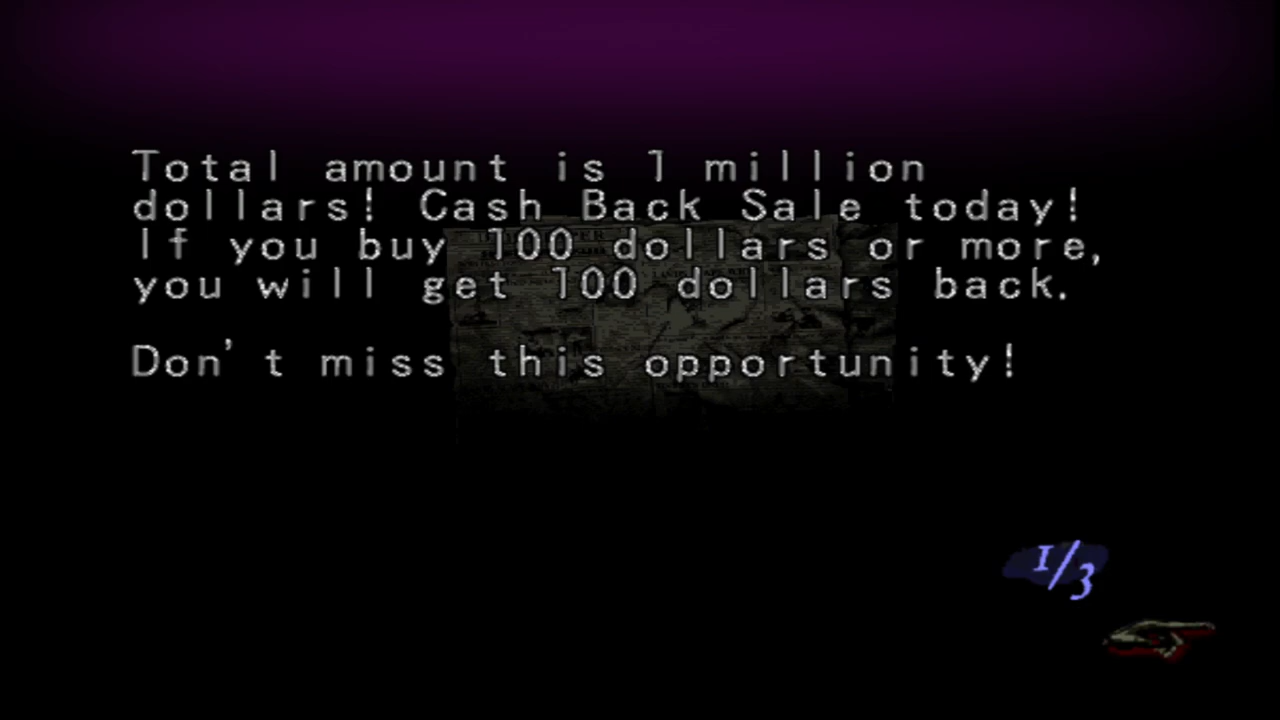 Total amount is 1 million
dollars! Cash Back Sale today!
If you buy 100 dollars or more,
you will get 100 dollars back.
Don't miss this opportunity!
1/3